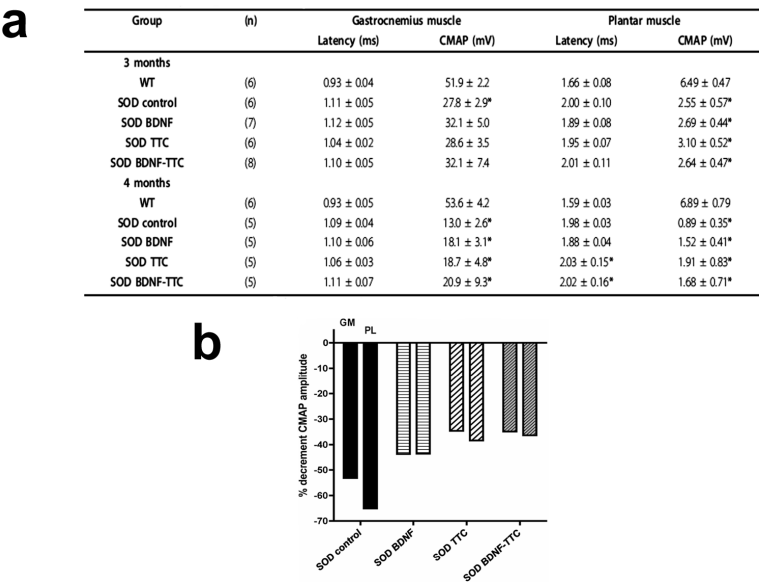 a
Group (n) Gastrocnemius muscle Plantar muscle
Latency (ms) CMAP (mV) Latency (ms) CMAP (mV)
3 months
WT (6) 0.93 ± 0.04 51.9 ± 2.2 1.66 ± 0.08 6.49 ± 0.47
SOD control (6) 1.11 ± 0.05 27.8 ± 2.9* 2.00 ± 0.10 2.55 ± 0.57*
SOD BDNF (7) 1.12 ± 0.05 32.1 ± 5.0 1.89 ± 0.08 2.69 ± 0.44*
SOD TTC (6) 1.04 ± 0.02 28.6 ± 3.5 1.95 ± 0.07 3.10 ± 0.52*
SOD BDNF-TTC (8) 1.10 ± 0.05 32.1 ± 7.4 2.01 ± 0.11 2.64 ± 0.47*
4 months
WT (6) 0.93 ± 0.05 53.6 ± 4.2 1.59 ± 0.03 6.89 ± 0.79
SOD control (5) 1.09 ± 0.04 13.0 ± 2.6* 1.98 ± 0.03 0.89 ± 0.35*
SOD BDNF (5) 1.10 ± 0.06 18.1 ± 3.1* 1.88 ± 0.04 1.52 ± 0.41*
SOD TTC (5) 1.06 ± 0.03 18.7 ± 4.8* 2.03 ± 0.15* 1.91 ± 0.83*
SOD BDNF-TTC (5) 1.11 ± 0.07 20.9 ± 9.3* 2.02 ± 0.16* 1.68 ± 0.71*
b
GM
PL
% decrement CMAP amplitude
0
-10
-20
-30
-40
-50
-60
-70
SOD control
SOD BDNF
SOD TTC
SOD BDNF-TTC